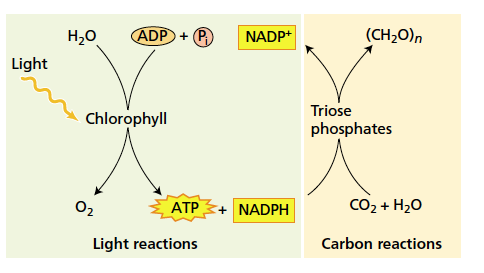 H₂O
ADP + Pᵢ
NADP⁺
(CH₂O)n
Light
Chlorophyll
Triose
phosphates
O₂
ATP + NADPH
CO₂ + H₂O
Light reactions
Carbon reactions